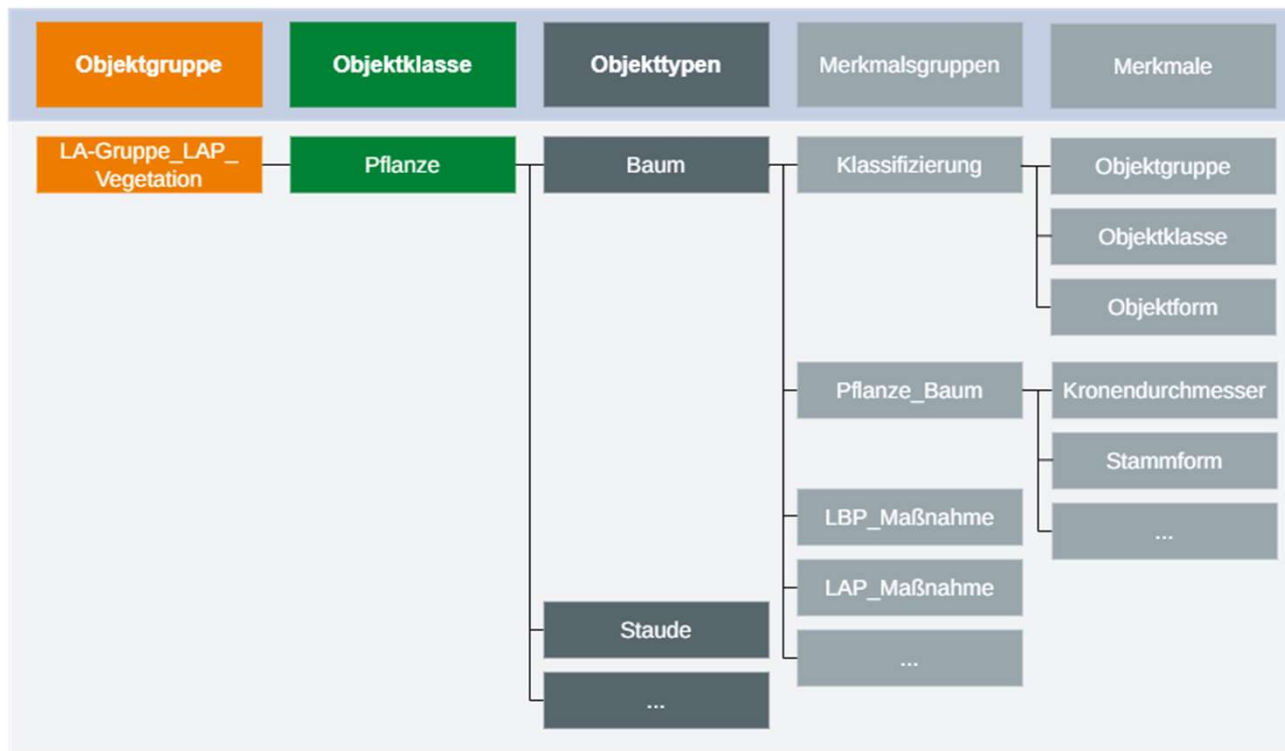 Objektgruppe
Objektklasse
Objekttypen
Merkmalsgruppen
Merkmale
LA-Gruppe_LAP_
Vegetation
Pflanze
Baum
Klassifizierung
Objektgruppe
Objektklasse
Objektform
Pflanze_Baum
Kronendurchmesser
Stammform
...
LBP_Maßnahme
LAP_Maßnahme
...
Staude
...